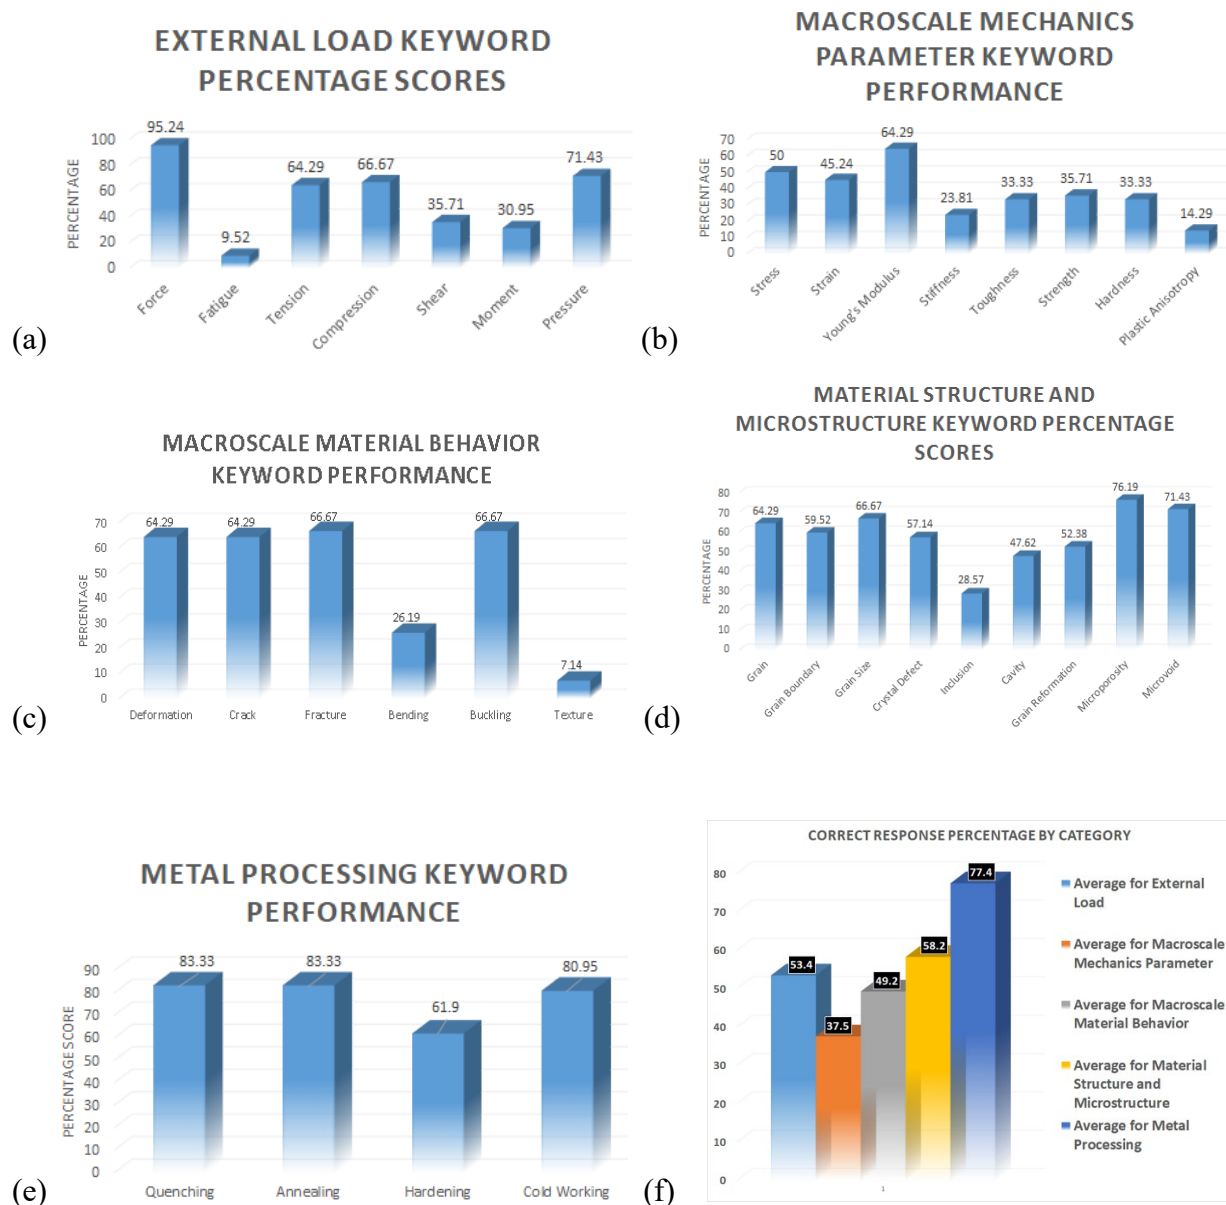 EXTERNAL LOAD KEYWORD
PERCENTAGE SCORES
PERCENTAGE
100
80
60
40
20
0
95.24
9.52
64.29
66.67
35.71
30.95
71.43
Force
Fatigue
Tension
Compression
Shear
Moment
Pressure
(a)
MACROSCALE MECHANICS
PARAMETER KEYWORD
PERFORMANCE
PERCENTAGE
70
60
50
40
30
20
10
0
50
45.24
64.29
23.81
33.33
35.71
33.33
14.29
Stress
Strain
Young's Modulus
Stiffness
Toughness
Strength
Hardness
Plastic Anisotropy
(b)
MACROSCALE MATERIAL BEHAVIOR
KEYWORD PERFORMANCE
PERCENTAGE
70
60
50
40
30
20
10
0
64.29
64.29
66.67
26.19
66.67
7.14
Deformation
Crack
Fracture
Bending
Buckling
Texture
(c)
MATERIAL STRUCTURE AND
MICROSTRUCTURE KEYWORD PERCENTAGE
SCORES
PERCENTAGE
80
70
60
50
40
30
20
10
0
64.29
59.52
66.67
57.14
28.57
47.62
52.38
76.19
71.43
Grain
Grain Boundary
Grain Size
Crystal Defect
Inclusion
Cavity
Grain Reformation
Microporosity
Microvoid
(d)
METAL PROCESSING KEYWORD
PERFORMANCE
PERCENTAGE SCORE
90
80
70
60
50
40
30
20
10
0
83.33
83.33
61.9
80.95
Quenching
Annealing
Hardening
Cold Working
(e)
CORRECT RESPONSE PERCENTAGE BY CATEGORY
80
70
60
50
40
30
20
10
0
53.4
37.5
49.2
58.2
77.4
1
Average for External
Load
Average for Macroscale
Mechanics Parameter
Average for Macroscale
Material Behavior
Average for Material
Structure and
Microstructure
Average for Metal
Processing
(f)